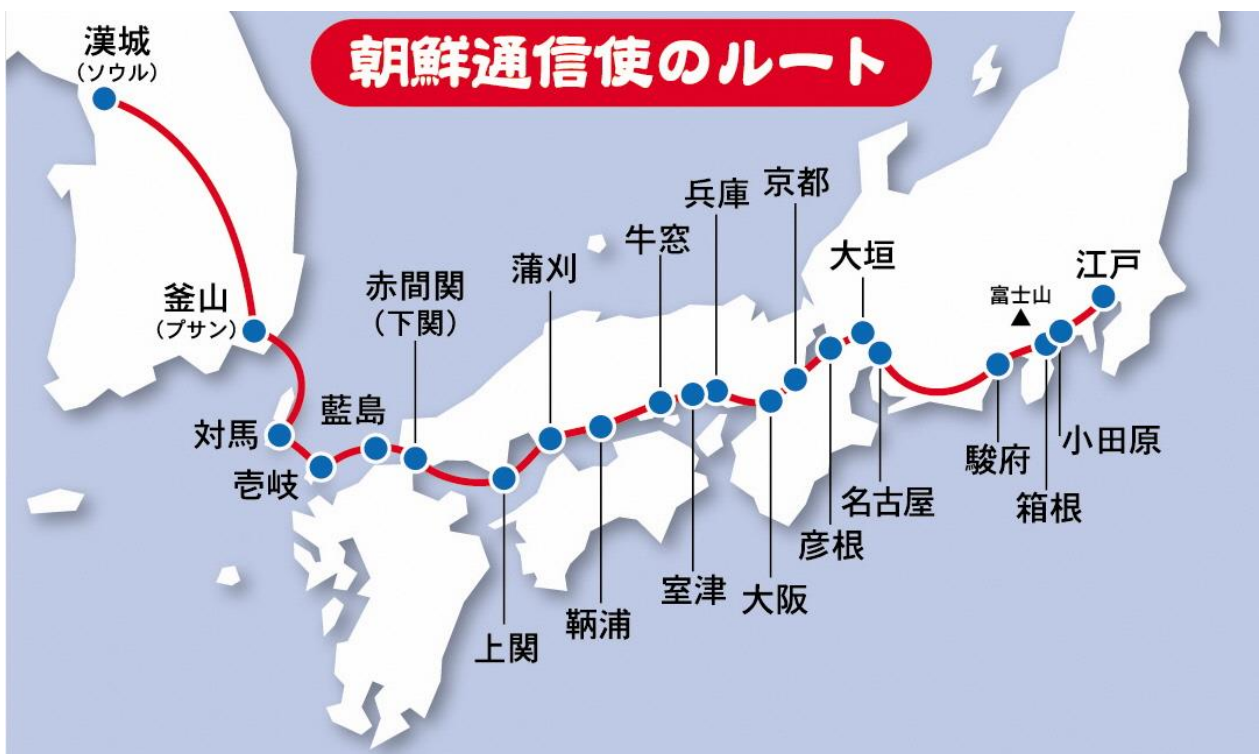 朝鮮通信使のルート
漢城
(ソウル)
釜山
(プサン)
対馬
壱岐
藍島
赤間関
(下関)
上関
蒲刈
鞆浦
牛窓
室津
兵庫
大阪
京都
彦根
大垣
名古屋
駿府
富士山
箱根
小田原
江戸